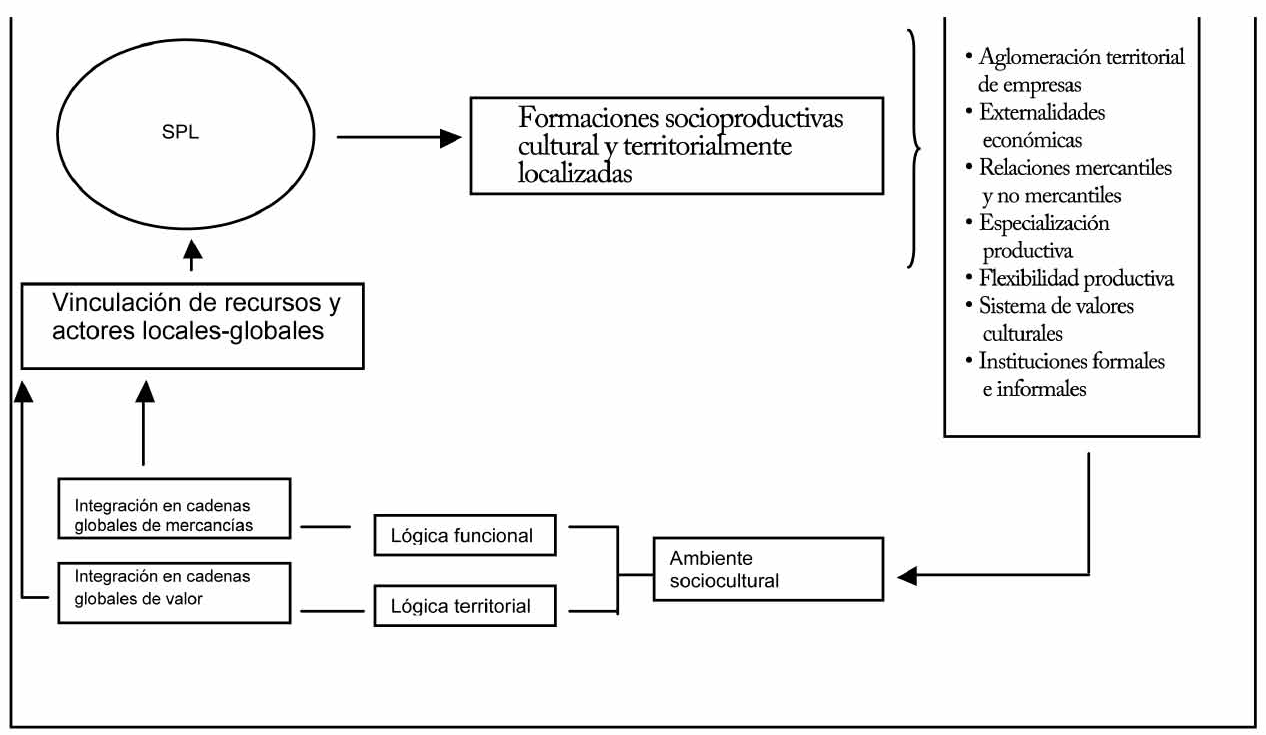 SPL
Formaciones socioproductivas
cultural y territorialmente
localizadas
• Aglomeración territorial
de empresas
• Externalidades
económicas
• Relaciones mercantiles
y no mercantiles
• Especialización
productiva
• Flexibilidad productiva
• Sistema de valores
culturales
• Instituciones formales
e informales
Vinculación de recursos y
actores locales-globales
Integración en cadenas
globales de mercancías
Lógica funcional
Ambiente
sociocultural
Integración en cadenas
globales de valor
Lógica territorial